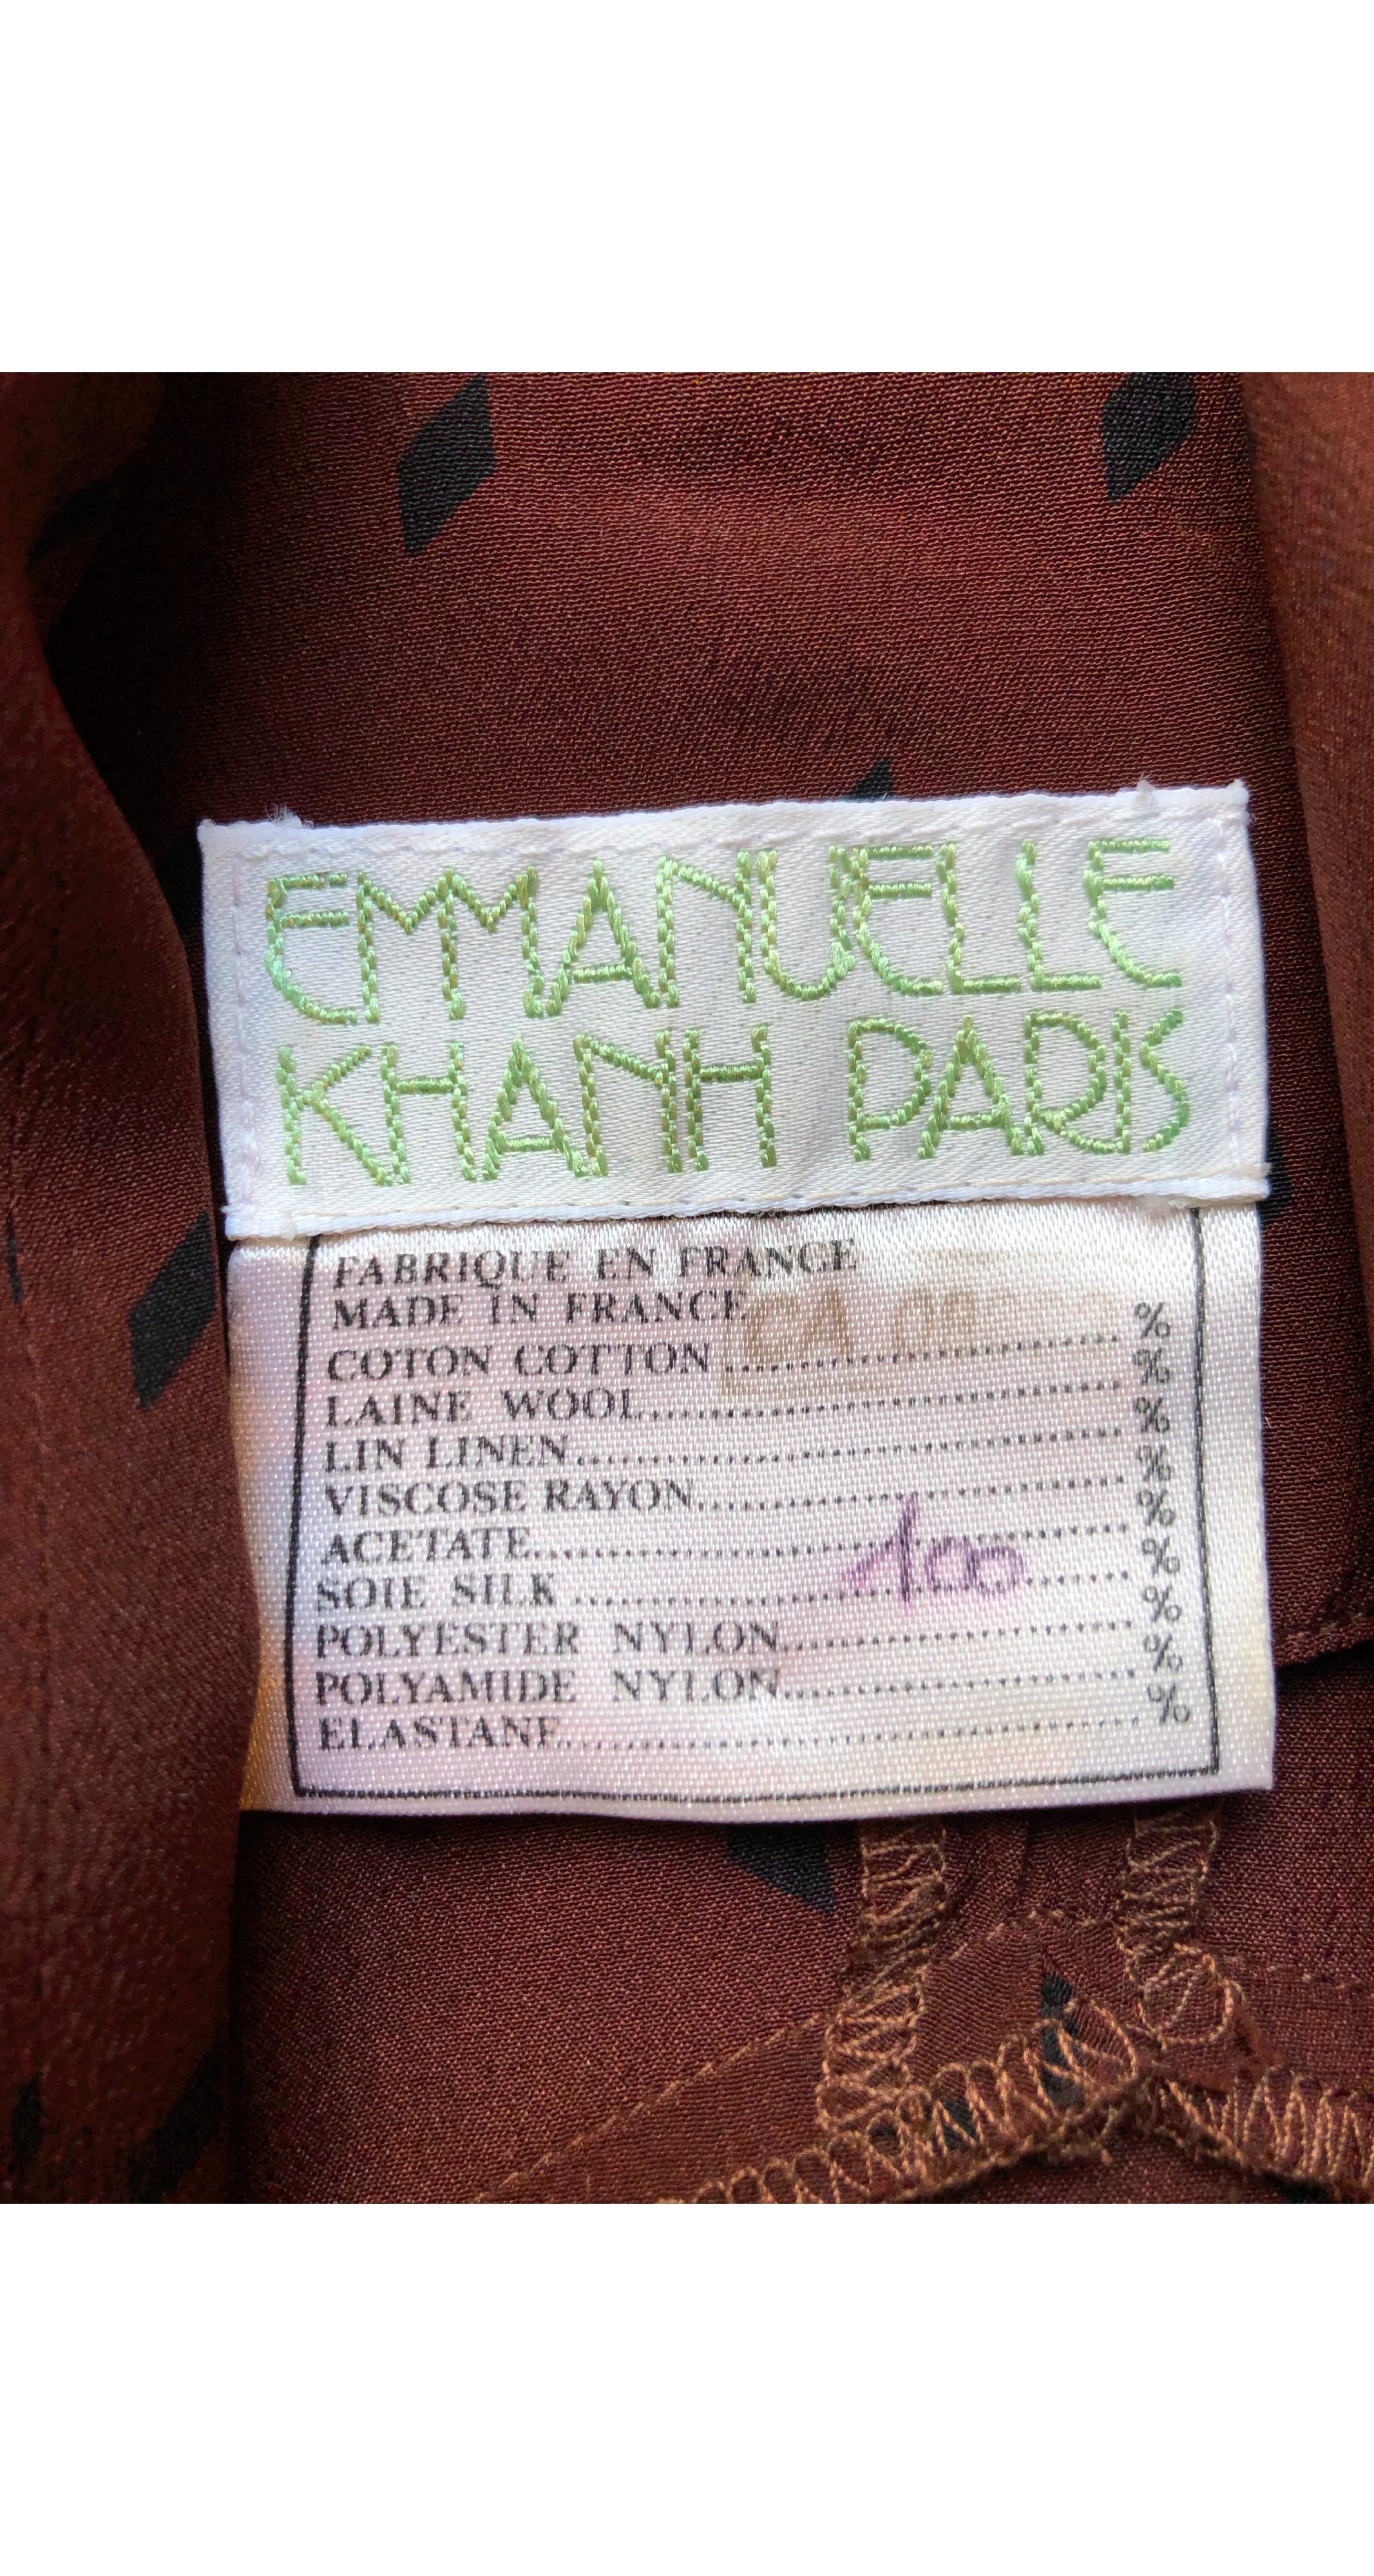 EMMANUELLE
KHANH PARIS
FABRIQUE EN FRANCE
MADE IN FRANCE
COTON COTTON ........................ %
LAINE WOOL ........................ %
LIN LINEN ........................ %
VISCOSE RAYON ........................ %
ACETATE ........................ %
SOIE SILK ............ 100 ............ %
POLYESTER NYLON ........................ %
POLYAMIDE NYLON ........................ %
ELASTANE ........................ %